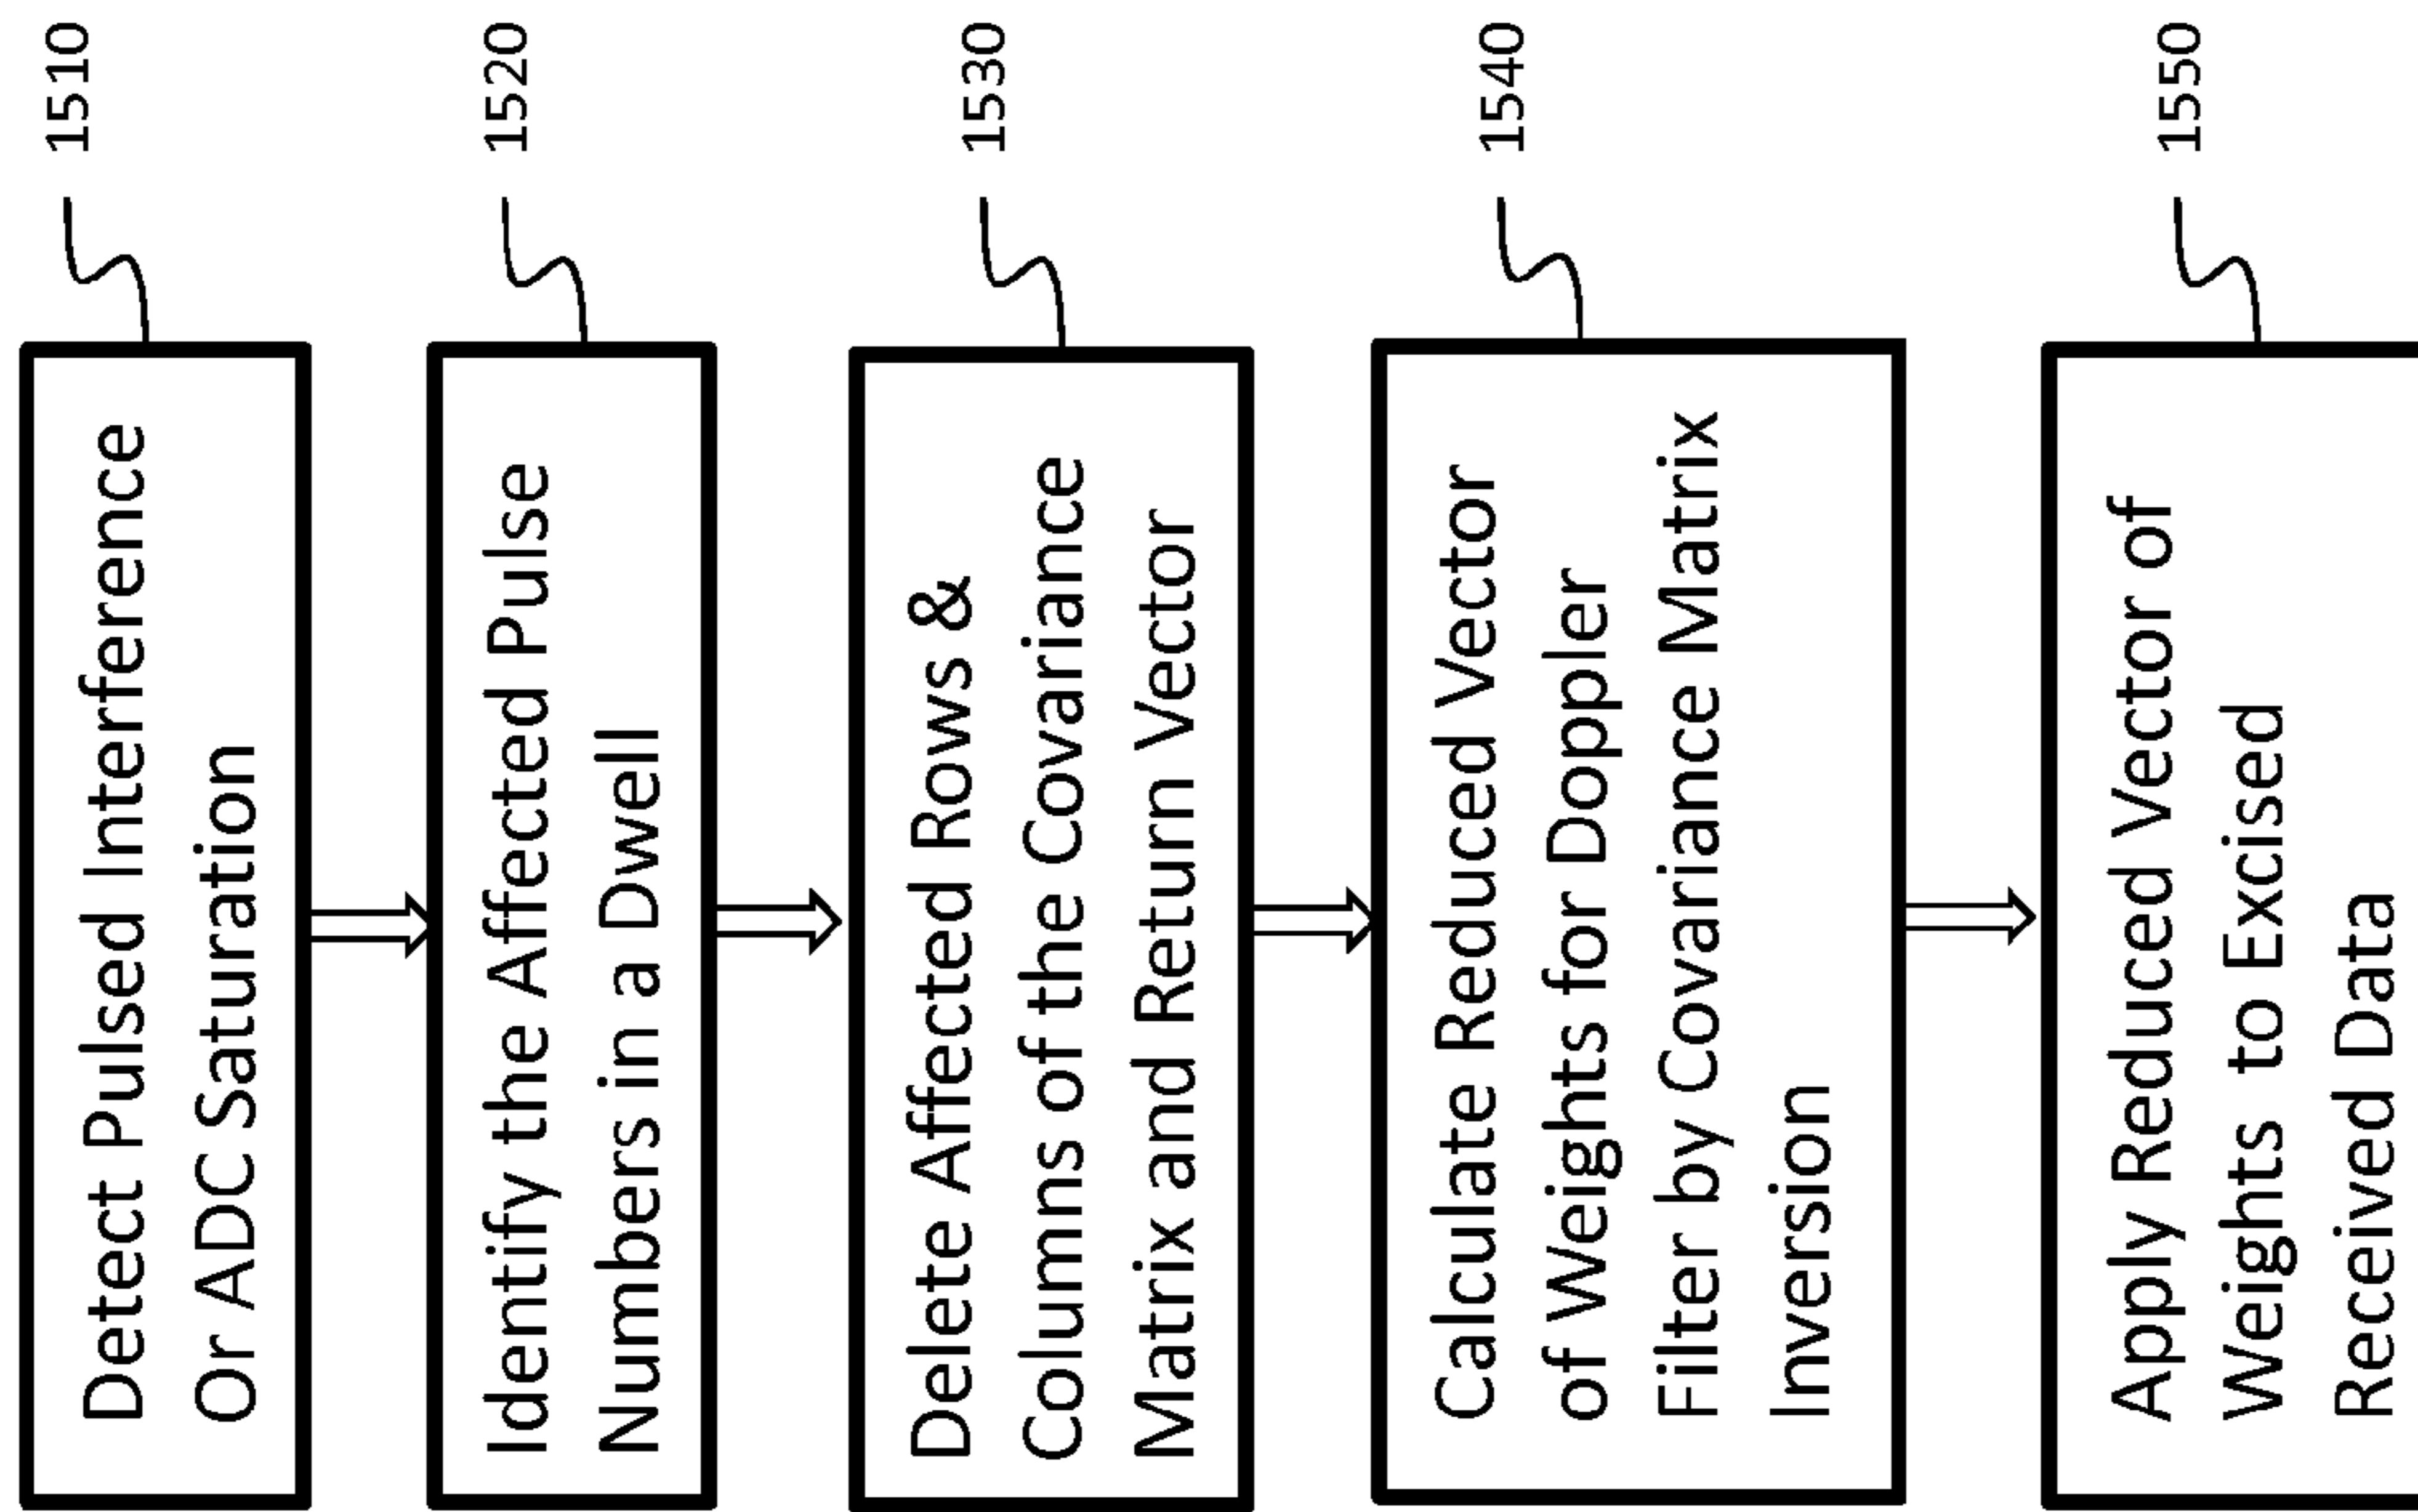 Detect Pulsed Interference
Or ADC Saturation
1510
Identify the Affected Pulse
Numbers in a Dwell
1520
Delete Affected Rows &
Columns of the Covariance
Matrix and Return Vector
1530
Calculate Reduced Vector
of Weights for Doppler
Filter by Covariance Matrix
Inversion
1540
Apply Reduced Vector of
Weights to Excised
Received Data
1550